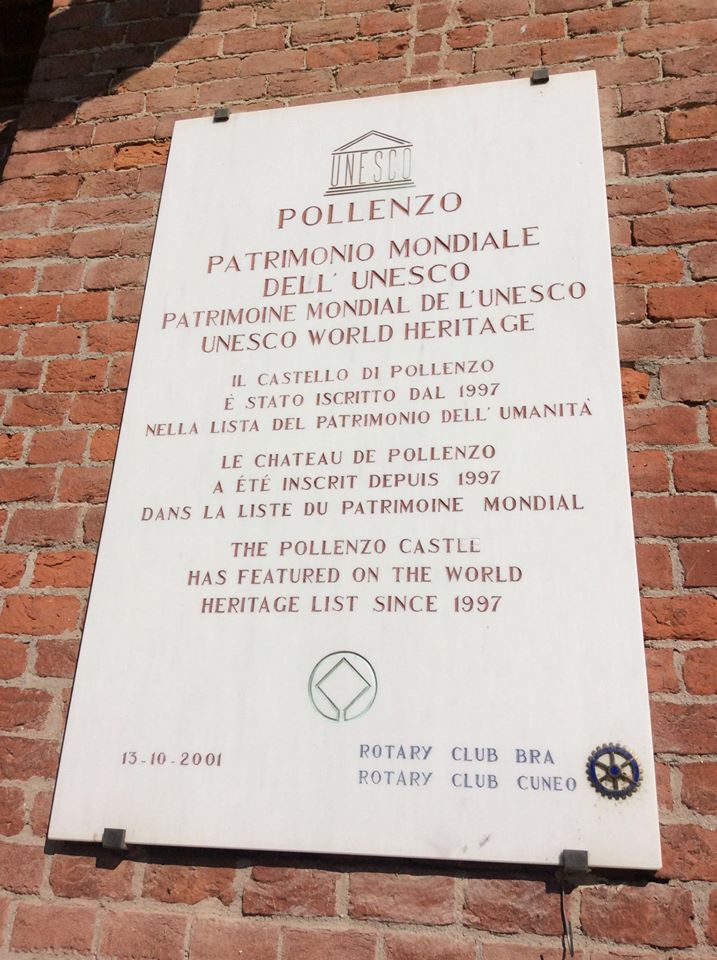 UNESCO
POLLENZO
PATRIMONIO MONDIALE
DELL' UNESCO
PATRIMOINE MONDIAL DE L'UNESCO
UNESCO WORLD HERITAGE
IL CASTELLO DI POLLENZO
É STATO ISCRITTO DAL 1997
NELLA LISTA DEL PATRIMONIO DELL' UMANITÁ
LE CHATEAU DE POLLENZO
A ÉTÉ INSCRIT DEPUIS 1997
DANS LA LISTE DU PATRIMOINE MONDIAL
THE POLLENZO CASTLE
HAS FEATURED ON THE WORLD
HERITAGE LIST SINCE 1997
13-10-2001
ROTARY CLUB BRA
ROTARY CLUB CUNEO